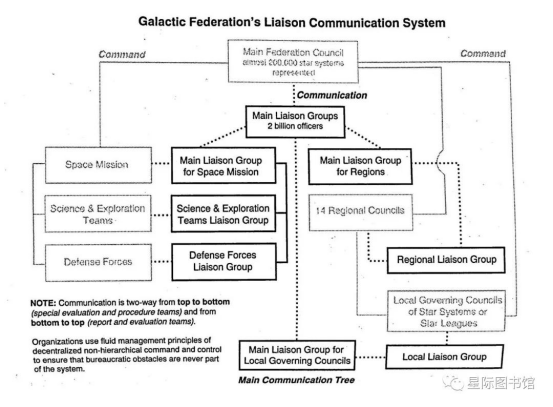 Galactic Federation's Liaison Communication System
Command
Main Federation Council
almost 200,000 star systems
represented
Command
Communication
Main Liaison Groups
2 billion officers
Space Mission
Main Liaison Group
for Space Mission
Main Liaison Group
for Regions
Science & Exploration
Teams
Science & Exploration
Teams Liaison Group
14 Regional Councils
Defense Forces
Defense Forces
Liaison Group
Regional Liaison Group
NOTE: Communication is two-way from top to bottom
(special evaluation and procedure teams) and from
bottom to top (report and evaluation teams).
Organizations use fluid management principles of
decentralized non-hierarchical command and control
to ensure that bureaucratic obstacles are never part
of the system.
Local Governing Councils
of Star Systems or
Star Leagues
Main Liaison Group for
Local Governing Councils
Local Liaison Group
Main Communication Tree
星际图书馆